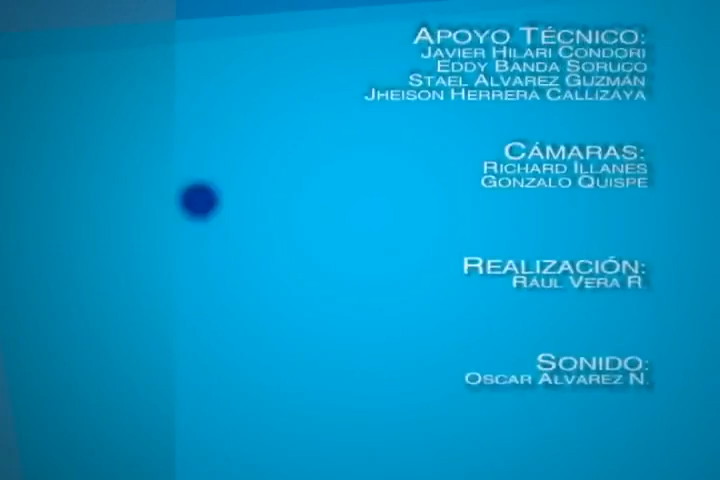 APOYO TÉCNICO:
JAVIER HILARI CONDORI
EDDY BANDA SORUCO
STAEL ALVAREZ GUZMÁN
JHEISON HERRERA CALLIZAYA
CÁMARAS:
RICHARD ILLANES
GONZALO QUISPE
REALIZACIÓN:
RAÚL VERA R.
SONIDO:
OSCAR ALVAREZ N.